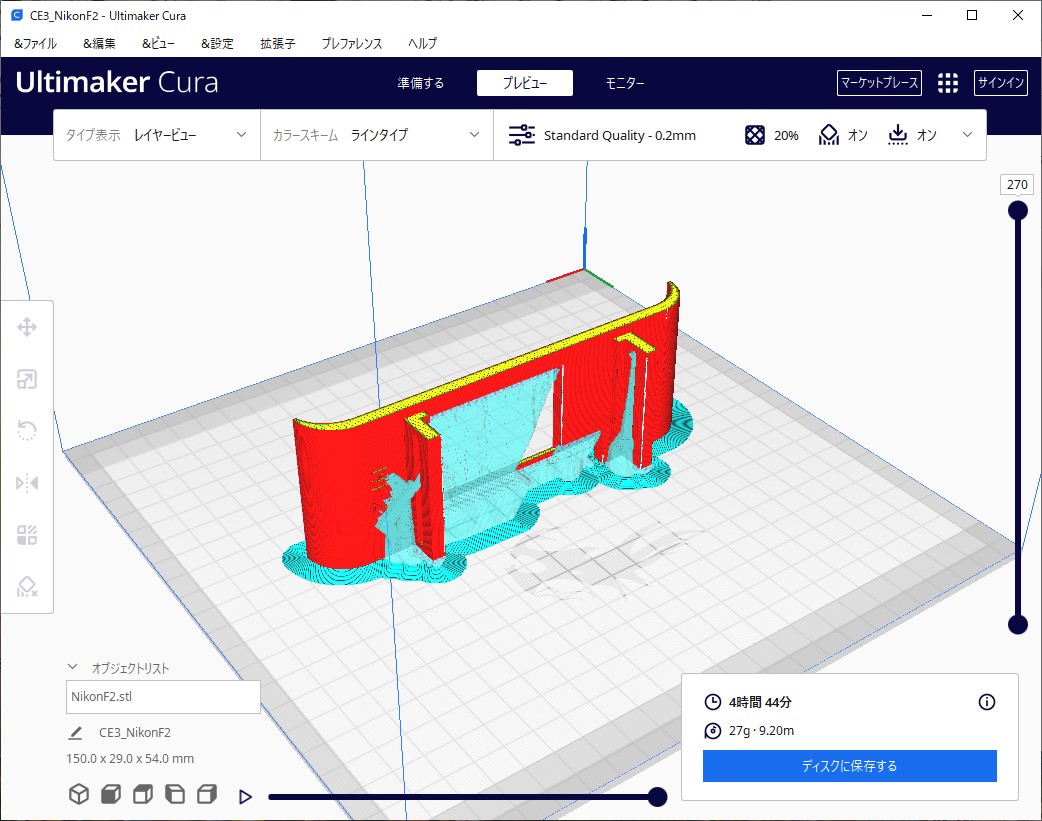 CE3_NikonF2 - Ultimaker Cura
&ファイル &編集 &ビュー &設定 拡張子 プレファレンス ヘルプ
Ultimaker Cura 準備する プレビュー モニター マーケットプレース サインイン
タイプ表示 レイヤービュー カラースキーム ラインタイプ Standard Quality - 0.2mm 20% オン オン
270
オブジェクトリスト
NikonF2.stl
CE3_NikonF2
150.0 x 29.0 x 54.0 mm
4時間 44分
27g · 9.20m
ディスクに保存する